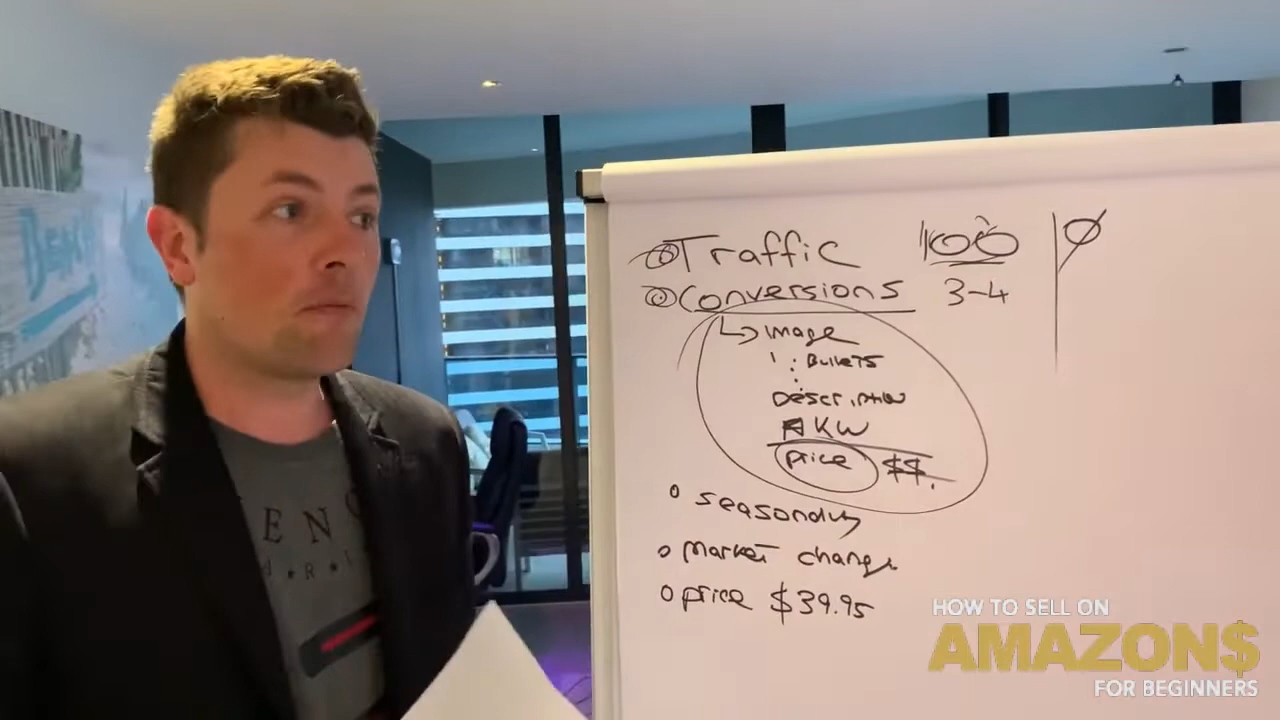 Traffic 100 Ø
Conversions 3-4
Image
Bullets
Description
KW
Price $$.
seasonality
Market change
Price $39.95
HOW TO SELL ON
AMAZON$
FOR BEGINNERS